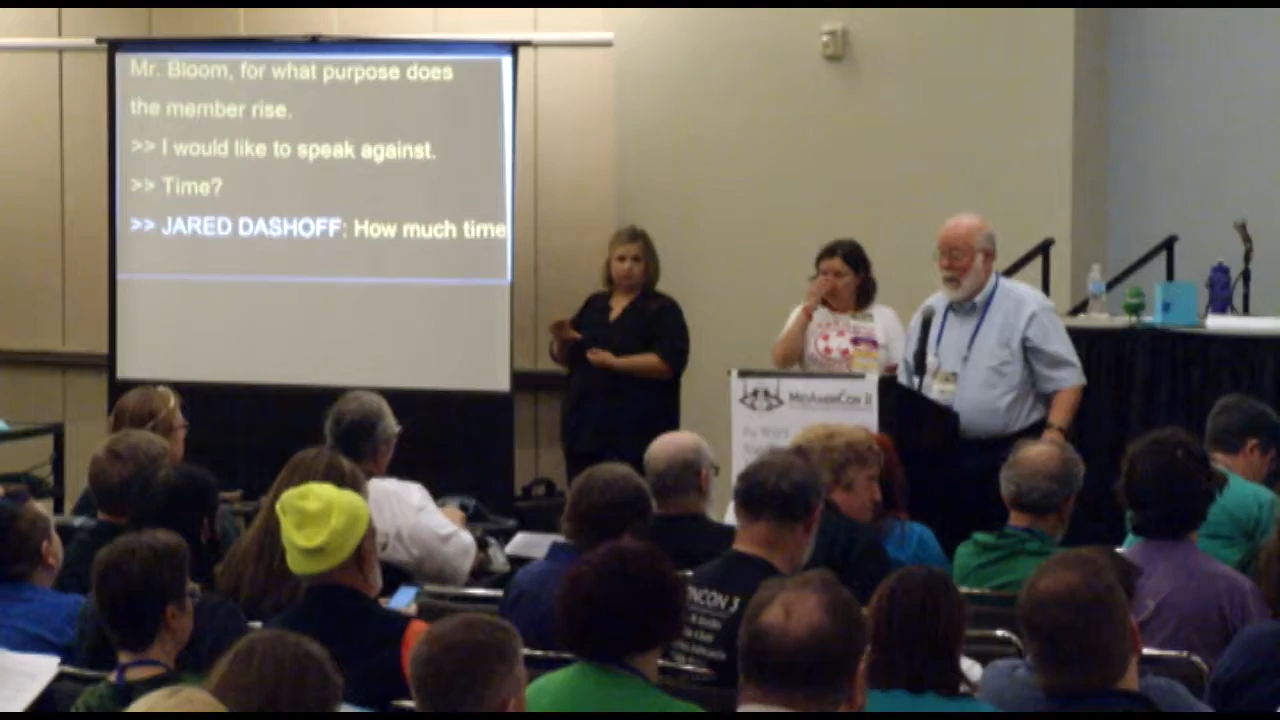 Mr. Bloom, for what purpose does
the member rise.
>> I would like to speak against.
>> Time?
>> JARED DASHOFF: How much time
MIDAMERICON II
NCON 3